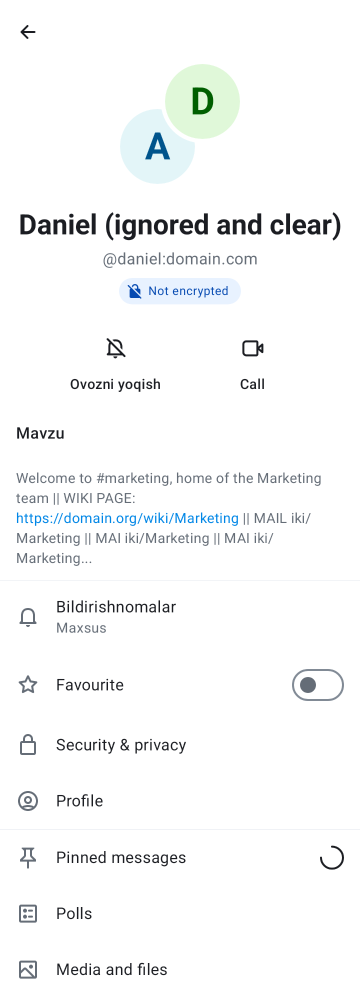 D
A
Daniel (ignored and clear)
@daniel:domain.com
Not encrypted
Ovozni yoqish
Call
Mavzu
Welcome to #marketing, home of the Marketing
team || WIKI PAGE:
https://domain.org/wiki/Marketing || MAIL iki/
Marketing || MAI iki/Marketing || MAI iki/
Marketing...
Bildirishnomalar
Maxsus
Favourite
Security & privacy
Profile
Pinned messages
Polls
Media and files